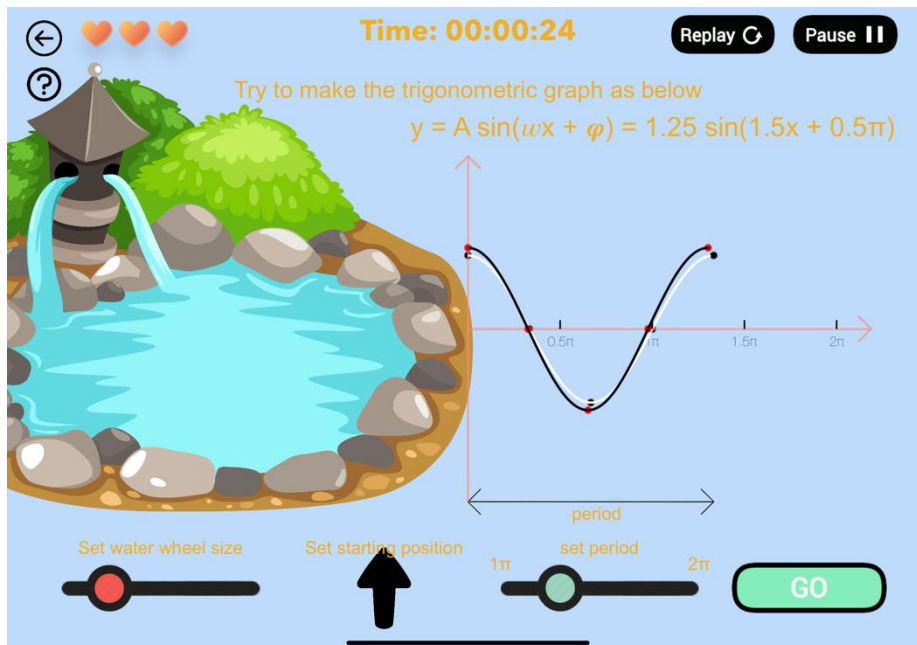 Time: 00:00:24
Replay
Pause
?
Try to make the trigonometric graph as below
y = A sin(wx + φ) = 1.25 sin(1.5x + 0.5π)
0.5π
1π
1.5π
2π
period
Set water wheel size
Set starting position
set period
1π
2π
GO